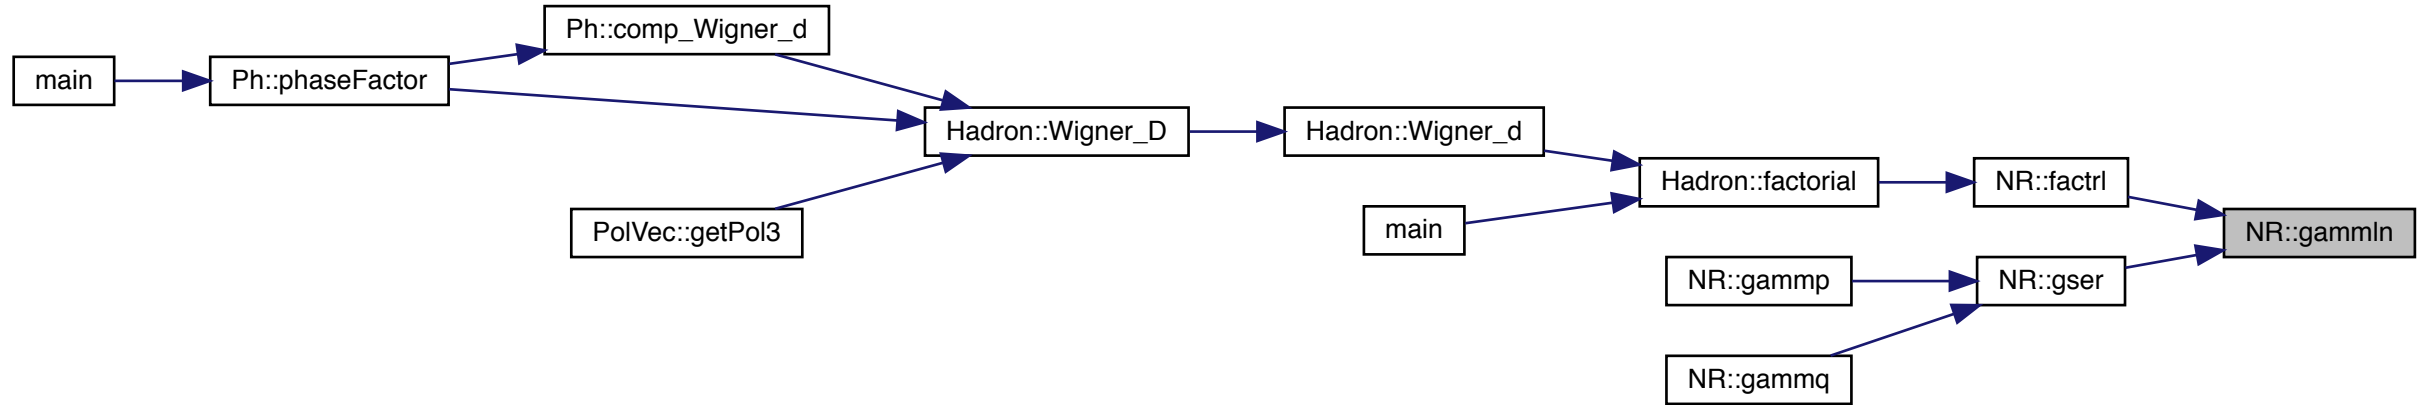 Ph::comp_Wigner_d
main
Ph::phaseFactor
Hadron::Wigner_D
Hadron::Wigner_d
Hadron::factorial
NR::factrl
PolVec::getPol3
main
NR::gammln
NR::gammp
NR::gser
NR::gammq